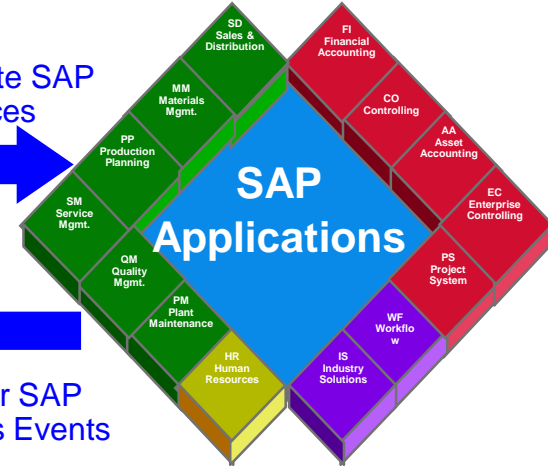 SD
Sales &
Distribution
FI
Financial
Accounting
MM
Materials
Mgmt.
CO
Controlling
PP
Production
Planning
AA
Asset
Accounting
SM
Service
Mgmt.
EC
Enterprise
Controlling
QM
Quality
Mgmt.
PS
Project
System
PM
Plant
Maintenance
WF
Workflo
w
HR
Human
Resources
IS
Industry
Solutions
SAP
Applications
SAP
SAP
Events